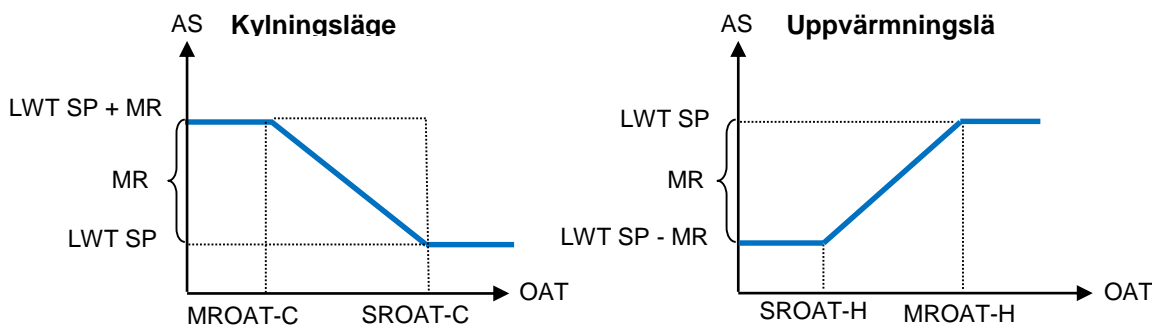 AS Kylningsläge
LWT SP + MR
MR
LWT SP
OAT
MROAT-C SROAT-C
AS Uppvärmningslä
LWT SP
MR
LWT SP - MR
OAT
SROAT-H MROAT-H